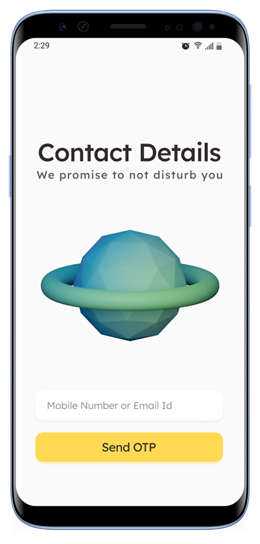 2:29
Contact Details
We promise to not disturb you
Mobile Number or Email Id
Send OTP